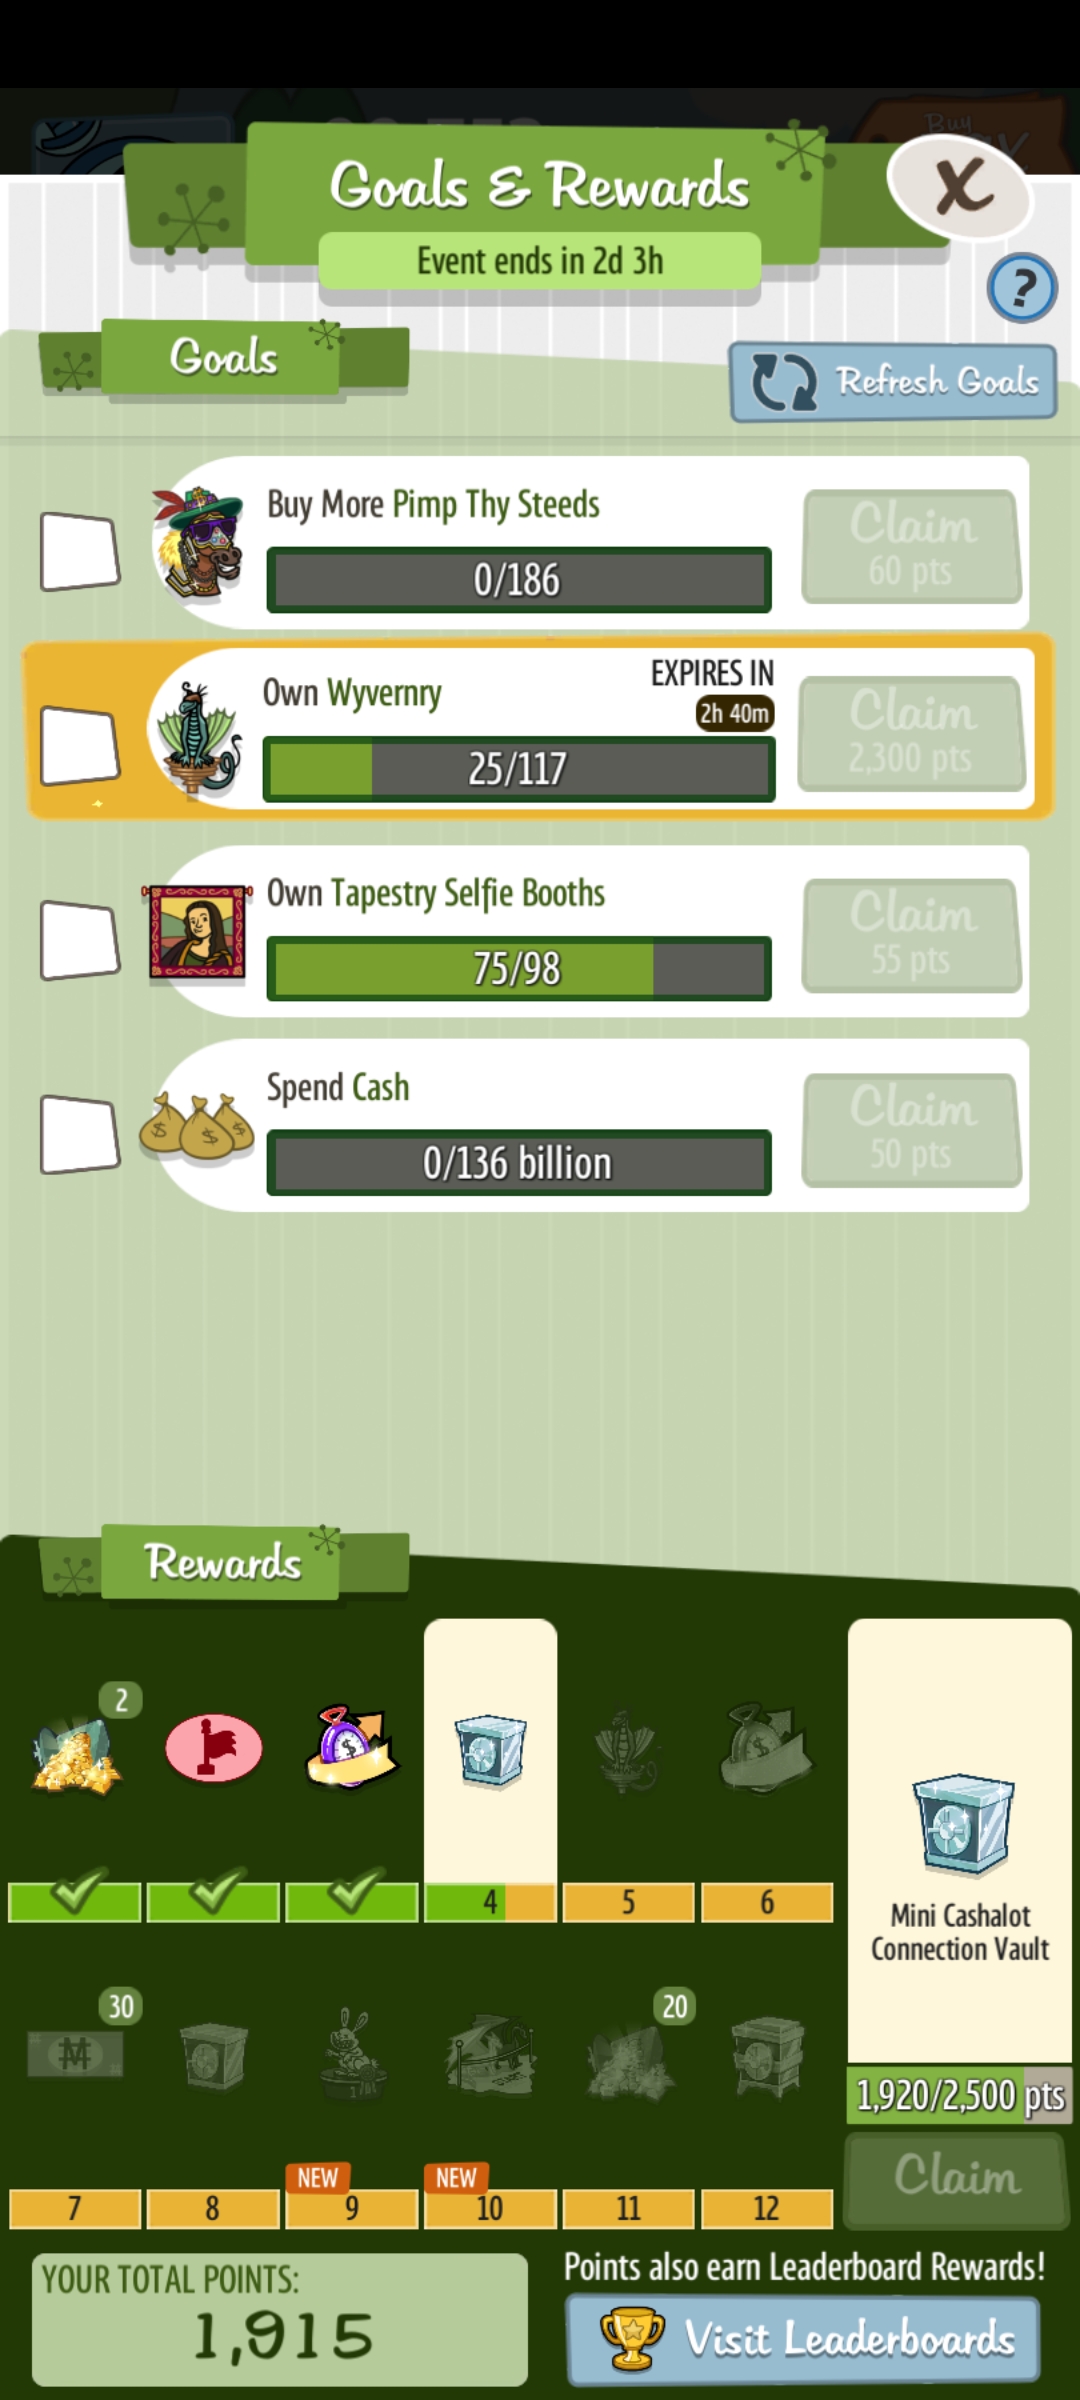 Buy
Goals & Rewards
X
Event ends in 2d 3h
?
Goals
Refresh Goals
Buy More Pimp Thy Steeds
0/186
Claim
60 pts
Own Wyvernry
EXPIRES IN
2h 40m
25/117
Claim
2,300 pts
Own Tapestry Selfie Booths
75/98
Claim
55 pts
Spend Cash
0/136 billion
Claim
50 pts
Rewards
2
4
5
6
Mini Cashalot
Connection Vault
30
20
1,920/2,500 pts
Claim
NEW
NEW
7
8
9
10
11
12
YOUR TOTAL POINTS:
1,915
Points also earn Leaderboard Rewards!
Visit Leaderboards